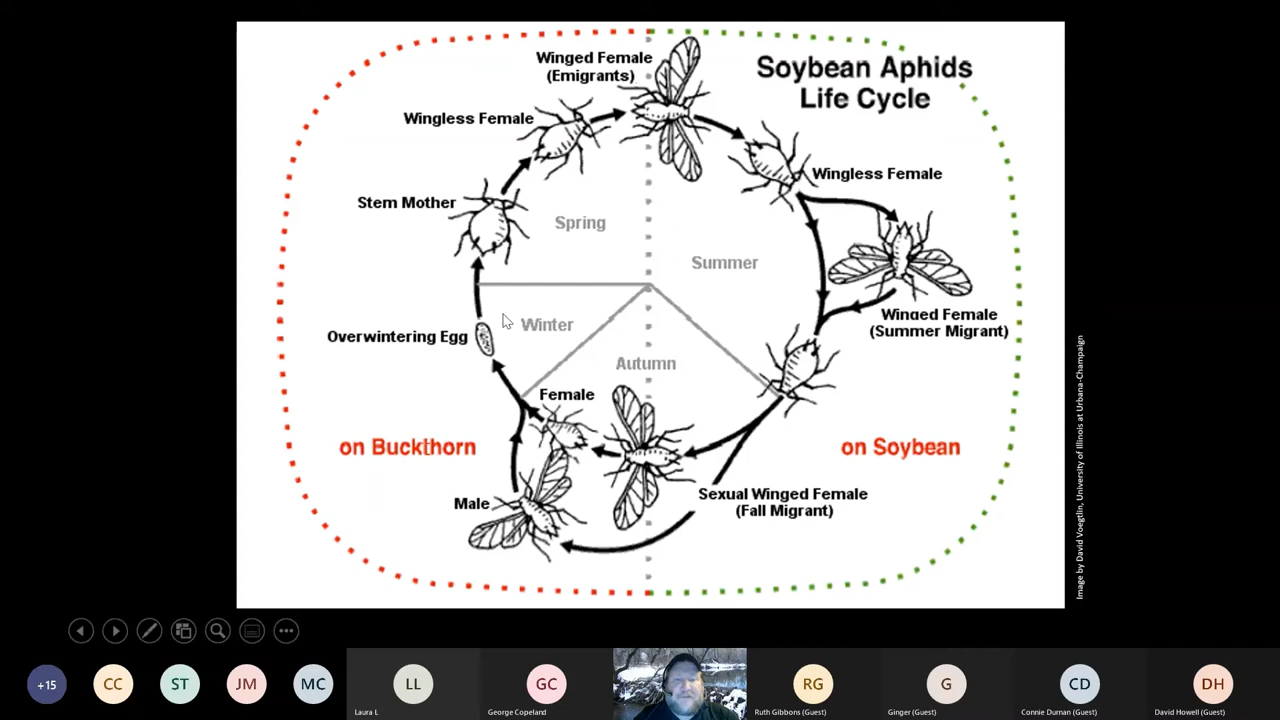 Soybean Aphids
Life Cycle
Winged Female
(Emigrants)
Wingless Female
Wingless Female
Stem Mother
Spring
Summer
Winged Female
(Summer Migrant)
Winter
Overwintering Egg
Autumn
Female
on Buckthorn
on Soybean
Male
Sexual Winged Female
(Fall Migrant)
Image by David Voegtlin, University of Illinois at Urbana-Champaign
+15
CC
ST
JM
MC
LL
GC
RG
G
CD
DH
Laura L
George Copeland
Ruth Gibbons (Guest)
Ginger (Guest)
Connie Durnan (Guest)
David Howell (Guest)